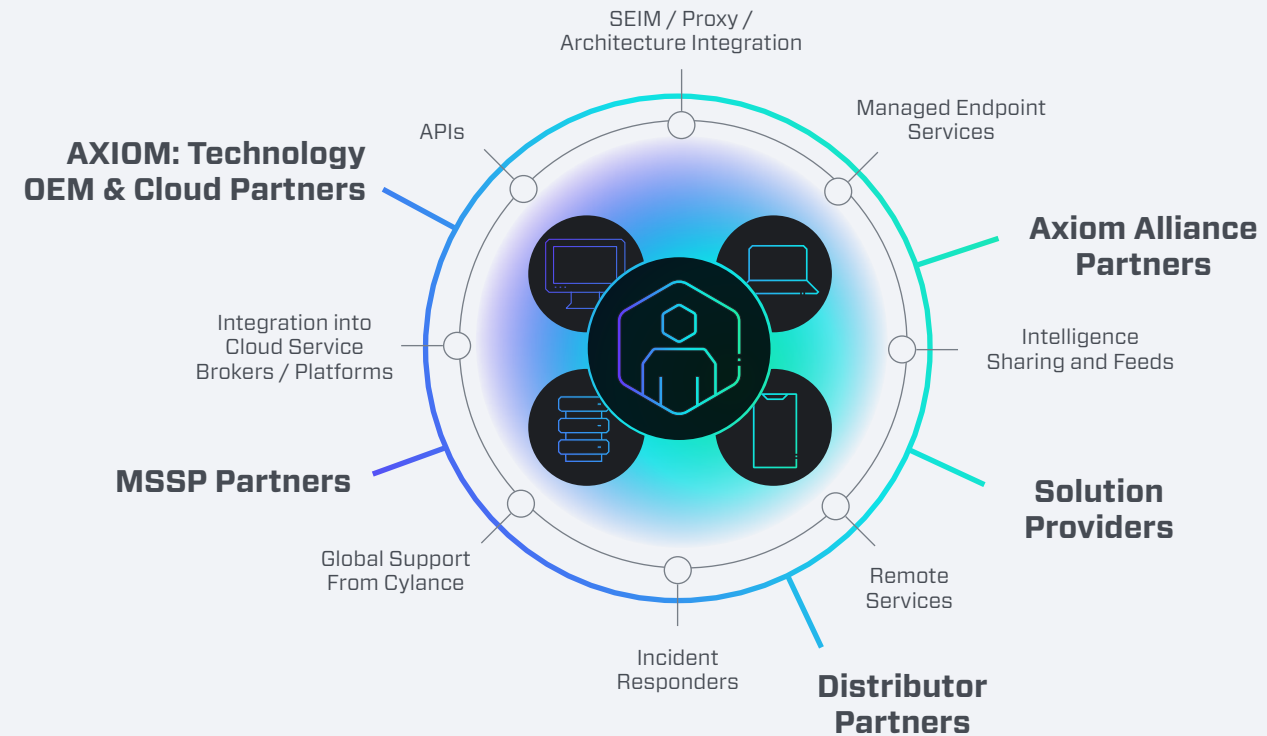 SEIM / Proxy /
Architecture Integration
Managed Endpoint
Services
APIs
AXIOM: Technology
OEM & Cloud Partners
Axiom Alliance
Partners
Integration into
Cloud Service
Brokers / Platforms
Intelligence
Sharing and Feeds
MSSP Partners
Solution
Providers
Global Support
From Cylance
Remote
Services
Incident
Responders
Distributor
Partners